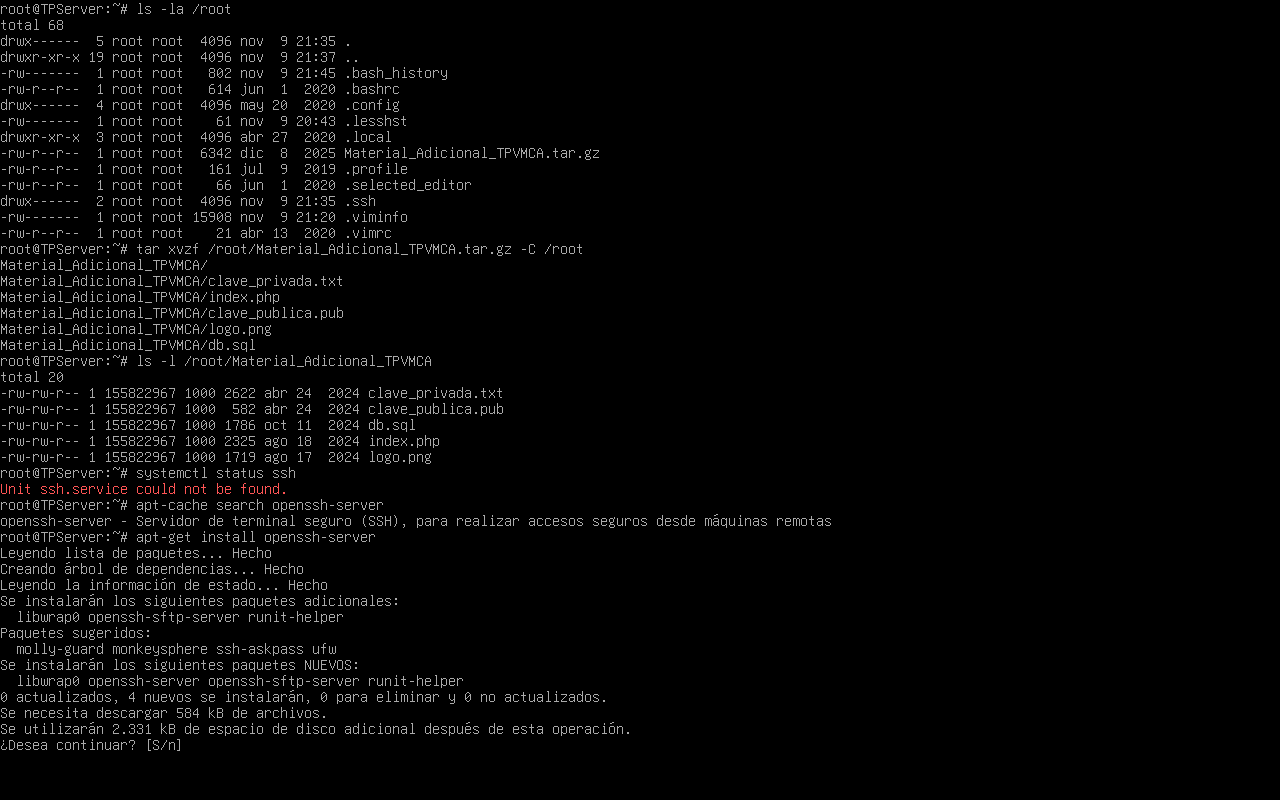 root@TPServer:~# ls -la /root
total 68
drwx------  5 root root  4096 nov  9 21:35 .
drwxr-xr-x 19 root root  4096 nov  9 21:37 ..
-rw-------  1 root root   802 nov  9 21:45 .bash_history
-rw-r--r--  1 root root   614 jun  1  2020 .bashrc
drwx------  4 root root  4096 may 20  2020 .config
-rw-------  1 root root    61 nov  9 20:43 .lesshst
drwxr-xr-x  3 root root  4096 abr 27  2020 .local
-rw-r--r--  1 root root  6342 dic  8  2025 Material_Adicional_TPVMCA.tar.gz
-rw-r--r--  1 root root   161 jul  9  2019 .profile
-rw-r--r--  1 root root    66 jun  1  2020 .selected_editor
drwx------  2 root root  4096 nov  9 21:35 .ssh
-rw-------  1 root root 15908 nov  9 21:20 .viminfo
-rw-r--r--  1 root root    21 abr 13  2020 .vimrc
root@TPServer:~# tar xvzf /root/Material_Adicional_TPVMCA.tar.gz -C /root
Material_Adicional_TPVMCA/
Material_Adicional_TPVMCA/clave_privada.txt
Material_Adicional_TPVMCA/index.php
Material_Adicional_TPVMCA/clave_publica.pub
Material_Adicional_TPVMCA/logo.png
Material_Adicional_TPVMCA/db.sql
root@TPServer:~# ls -l /root/Material_Adicional_TPVMCA
total 20
-rw-rw-r-- 1 155822967 1000 2622 abr 24  2024 clave_privada.txt
-rw-rw-r-- 1 155822967 1000  582 abr 24  2024 clave_publica.pub
-rw-rw-r-- 1 155822967 1000 1786 oct 11  2024 db.sql
-rw-rw-r-- 1 155822967 1000 2325 ago 18  2024 index.php
-rw-rw-r-- 1 155822967 1000 1719 ago 17  2024 logo.png
root@TPServer:~# systemctl status ssh
Unit ssh.service could not be found.
root@TPServer:~# apt-cache search openssh-server
openssh-server - Servidor de terminal seguro (SSH), para realizar accesos seguros desde máquinas remotas
root@TPServer:~# apt-get install openssh-server
Leyendo lista de paquetes... Hecho
Creando árbol de dependencias... Hecho
Leyendo la información de estado... Hecho
Se instalarán los siguientes paquetes adicionales:
  libwrap0 openssh-sftp-server runit-helper
Paquetes sugeridos:
  molly-guard monkeysphere ssh-askpass ufw
Se instalarán los siguientes paquetes NUEVOS:
  libwrap0 openssh-server openssh-sftp-server runit-helper
0 actualizados, 4 nuevos se instalarán, 0 para eliminar y 0 no actualizados.
Se necesita descargar 584 kB de archivos.
Se utilizarán 2.331 kB de espacio de disco adicional después de esta operación.
¿Desea continuar? [S/n]